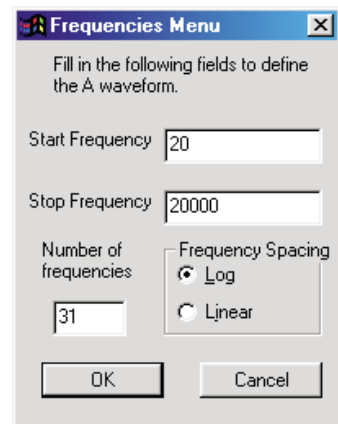 Frequencies Menu
Fill in the following fields to define
the A waveform.
Start Frequency 20
Stop Frequency 20000
Number of
frequencies
31
Frequency Spacing
Log
Linear
OK
Cancel